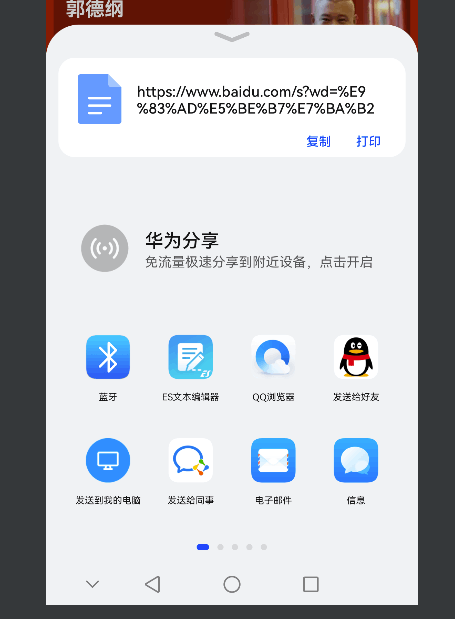 郭德纲
https://www.baidu.com/s?wd=%E9
%83%AD%E5%BE%B7%E7%BA%B2
复制 打印
华为分享
免流量极速分享到附近设备，点击开启
蓝牙 ES文本编辑器 QQ浏览器 发送给好友
发送到我的电脑 发送给同事 电子邮件 信息